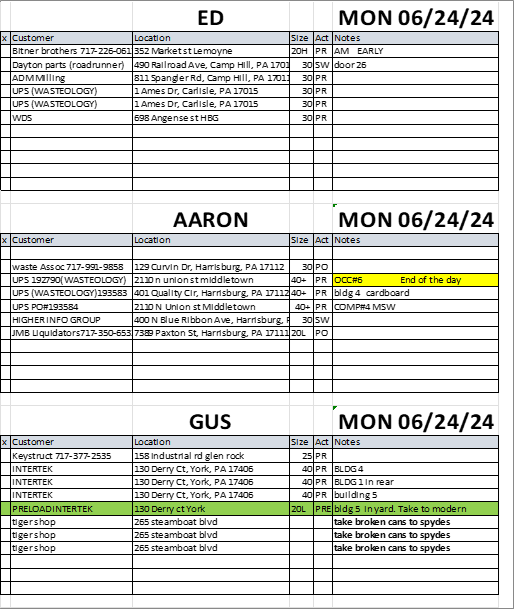 ED MON 06/24/24
x Customer Location Size Act Notes
Bitner brothers 717-226-061 352 Market st Lemoyne 20H PR AM EARLY
Dayton parts (roadrunner) 490 Railroad Ave, Camp Hill, PA 1701 30 SW door 26
ADM Milling 811 Spangler Rd, Camp Hill, PA 1701 30 PR
UPS (WASTEOLOGY) 1 Ames Dr, Carlisle, PA 17015 30 PR
UPS (WASTEOLOGY) 1 Ames Dr, Carlisle, PA 17015 30 PR
WDS 698 Angense st HBG 30 PR
AARON MON 06/24/24
x Customer Location Size Act Notes
waste Assoc 717-991-9858 129 Curvin Dr, Harrisburg, PA 17112 30 PO
UPS 192790(WASTEOLOGY) 2110 n union st middletown 40+ PR OCC#6 End of the day
UPS (WASTEOLOGY)193583 401 Quality Cir, Harrisburg, PA 17112 40+ PR bldg 4 cardboard
UPS PO#193584 2110 N Union st Middletown 40+ PR COMP#4 MSW
HIGHER INFO GROUP 400 N Blue Ribbon Ave, Harrisburg, P 30 SW
JMB Liquidators717-350-653 7389 Paxton St, Harrisburg, PA 17111 20L PO
GUS MON 06/24/24
x Customer Location Size Act Notes
Keystruct 717-377-2535 158 industrial rd glen rock 25 PR
INTERTEK 130 Derry Ct, York, PA 17406 40 PR BLDG 4
INTERTEK 130 Derry Ct, York, PA 17406 40 PR BLDG 1 in rear
INTERTEK 130 Derry Ct, York, PA 17406 40 PR building 5
PRELOAD INTERTEK 130 Derry ct York 20L PRE bldg 5 in yard. Take to modern
tiger shop 265 steamboat blvd take broken cans to spydes
tiger shop 265 steamboat blvd take broken cans to spydes
tiger shop 265 steamboat blvd take broken cans to spydes